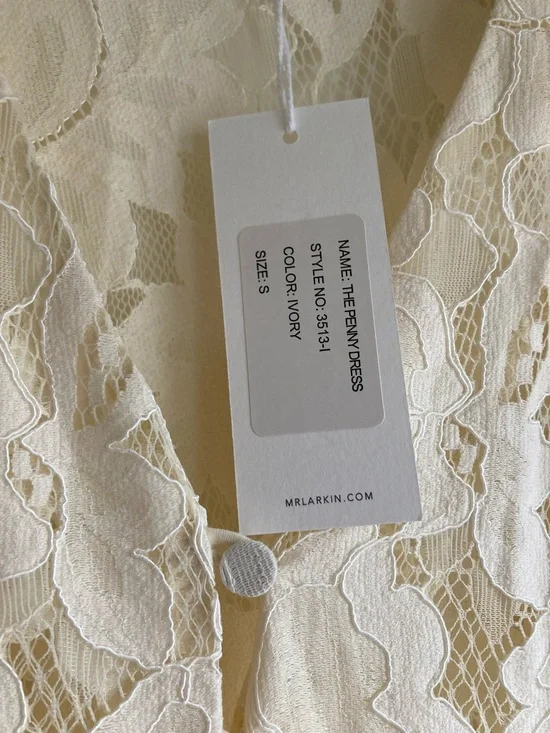 NAME: THE PENNY DRESS
STYLE NO: 3513-I
COLOR: IVORY
SIZE: S
MRLARKIN.COM